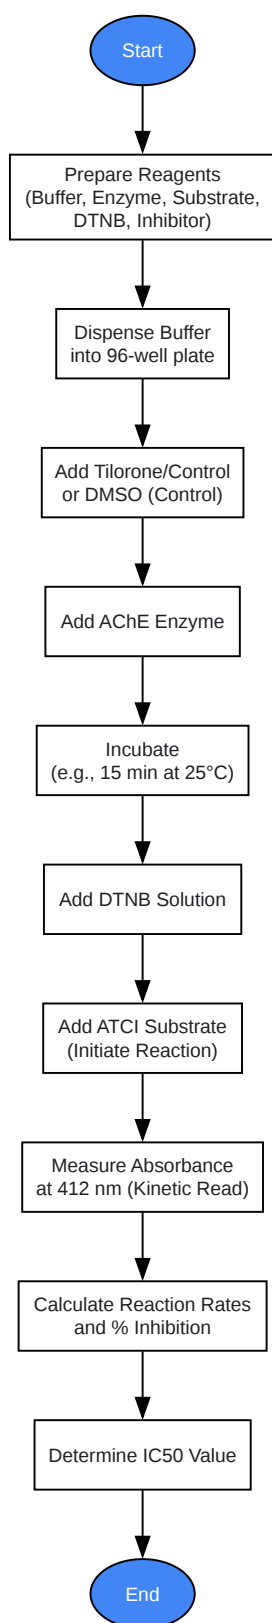 Start
Prepare Reagents
(Buffer, Enzyme, Substrate,
DTNB, Inhibitor)
Dispense Buffer
into 96-well plate
Add Tilorone/Control
or DMSO (Control)
Add AChE Enzyme
Incubate
(e.g., 15 min at 25°C)
Add DTNB Solution
Add ATCI Substrate
(Initiate Reaction)
Measure Absorbance
at 412 nm (Kinetic Read)
Calculate Reaction Rates
and % Inhibition
Determine IC50 Value
End